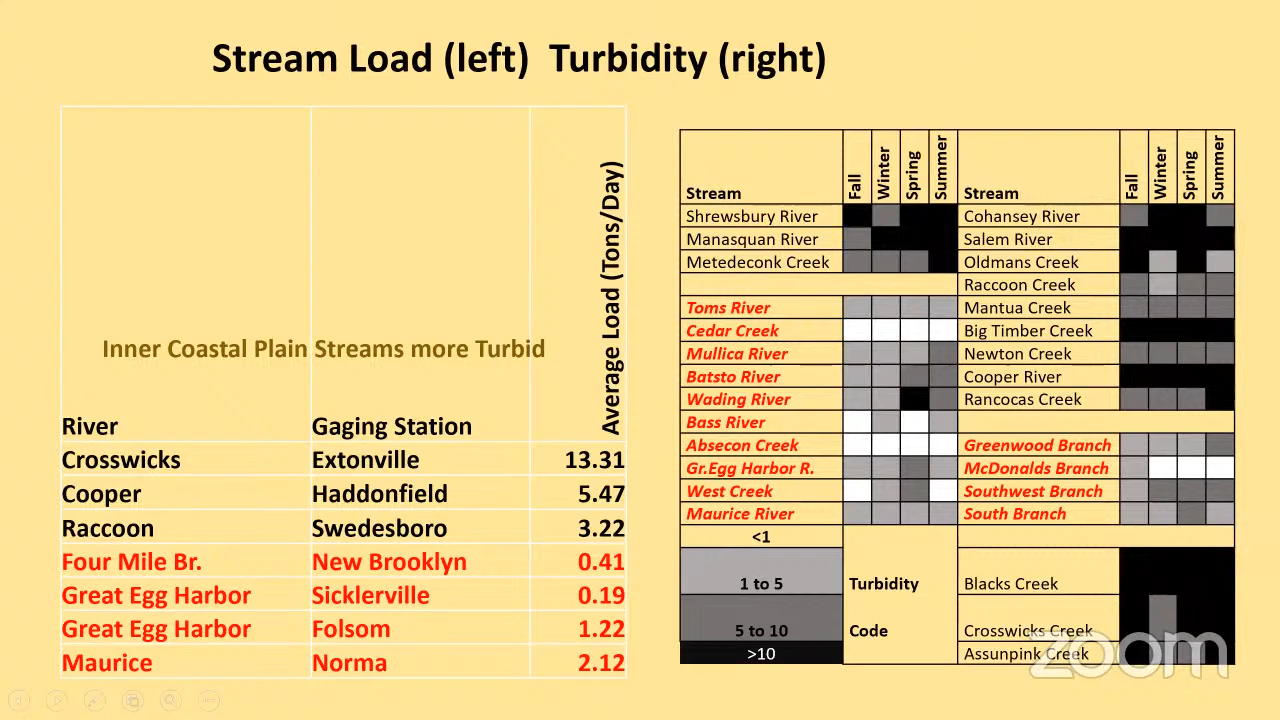 Stream Load (left)  Turbidity (right)
Inner Coastal Plain Streams more Turbid
River Gaging Station Average Load (Tons/Day)
Crosswicks Extonville 13.31
Cooper Haddonfield 5.47
Raccoon Swedesboro 3.22
Four Mile Br. New Brooklyn 0.41
Great Egg Harbor Sicklerville 0.19
Great Egg Harbor Folsom 1.22
Maurice Norma 2.12
Stream Fall Winter Spring Summer Stream Fall Winter Spring Summer
Shrewsbury River Cohansey River
Manasquan River Salem River
Metedeconk Creek Oldmans Creek
Raccoon Creek
Toms River Mantua Creek
Cedar Creek Big Timber Creek
Mullica River Newton Creek
Batsto River Cooper River
Wading River Rancocas Creek
Bass River
Absecon Creek Greenwood Branch
Gr.Egg Harbor R. McDonalds Branch
West Creek Southwest Branch
Maurice River South Branch
<1
1 to 5 Turbidity Blacks Creek
5 to 10 Code Crosswicks Creek
>10 Assunpink Creek
zoom